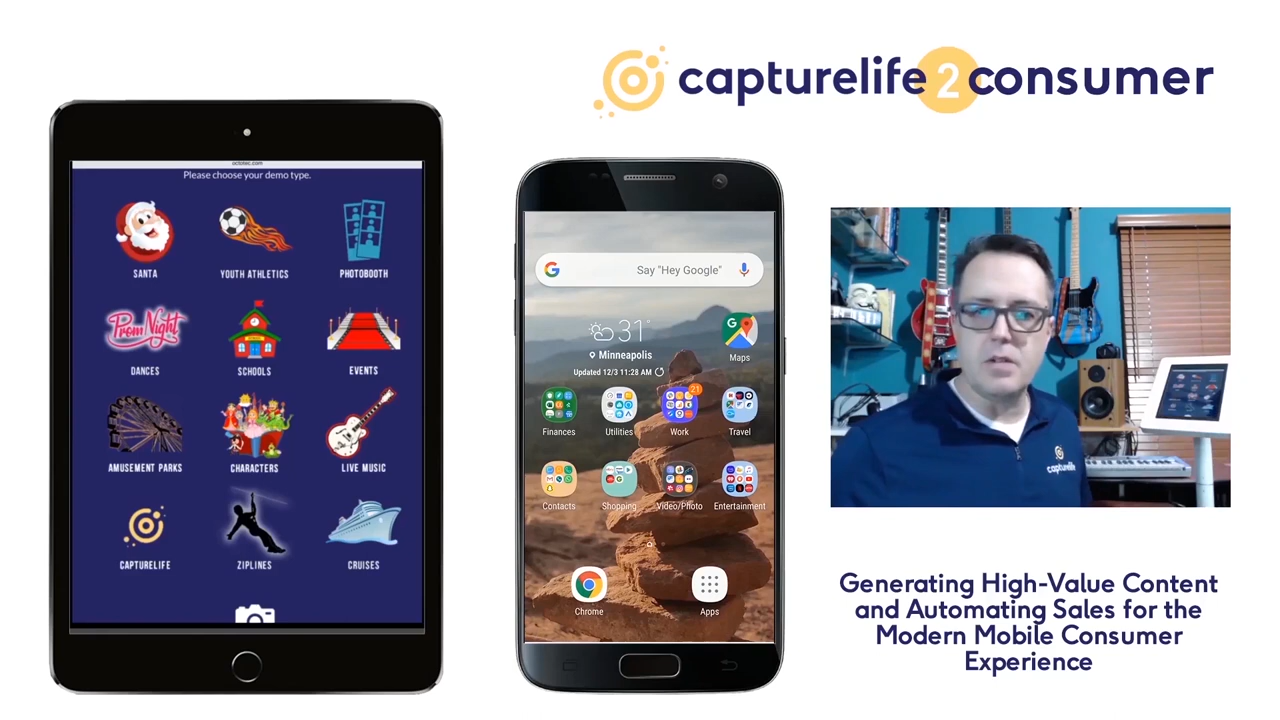 capturelife 2 consumer
Please choose your demo type.
SANTA
YOUTH ATHLETICS
PHOTOBOOTH
Prom Night
DANCES
SCHOOLS
EVENTS
AMUSEMENT PARKS
CHARACTERS
LIVE MUSIC
CAPTURELIFE
ZIPLINES
CRUISES
G
Say "Hey Google"
31°
Minneapolis
Updated 12/3 11:28 AM
G
Maps
21
Finances
Utilities
Work
Travel
Contacts
Shopping
Video/Photo
Entertainment
Chrome
Apps
capturelife
Generating High-Value Content
and Automating Sales for the
Modern Mobile Consumer
Experience